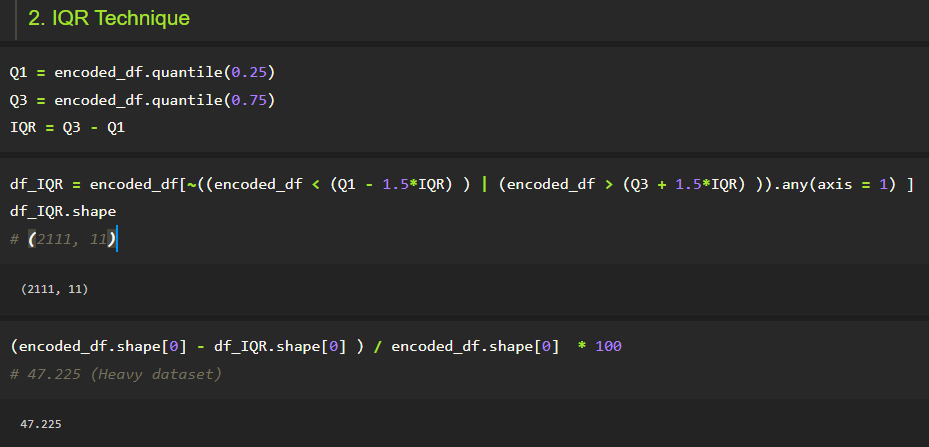 2. IQR Technique
Q1 = encoded_df.quantile(0.25)
Q3 = encoded_df.quantile(0.75)
IQR = Q3 - Q1
df_IQR = encoded_df[~((encoded_df < (Q1 - 1.5*IQR) ) | (encoded_df > (Q3 + 1.5*IQR) )).any(axis = 1) ]
df_IQR.shape
# (2111, 11)
(2111, 11)
(encoded_df.shape[0] - df_IQR.shape[0] ) / encoded_df.shape[0]  * 100
# 47.225 (Heavy dataset)
47.225